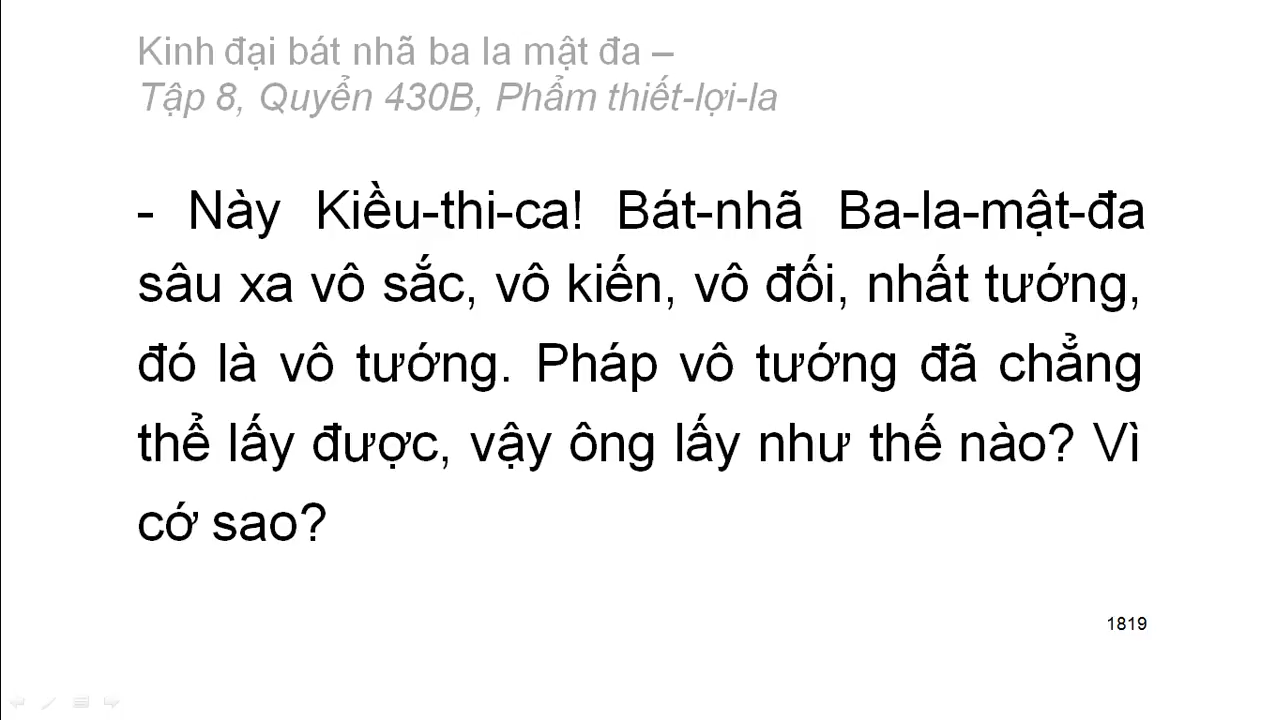 Kinh đại bát nhã ba la mật đa –
Tập 8, Quyển 430B, Phẩm thiết-lợi-la
- Này Kiều-thi-ca! Bát-nhã Ba-la-mật-đa
sâu xa vô sắc, vô kiến, vô đối, nhất tướng,
đó là vô tướng. Pháp vô tướng đã chẳng
thể lấy được, vậy ông lấy như thế nào? Vì
cớ sao?
1819